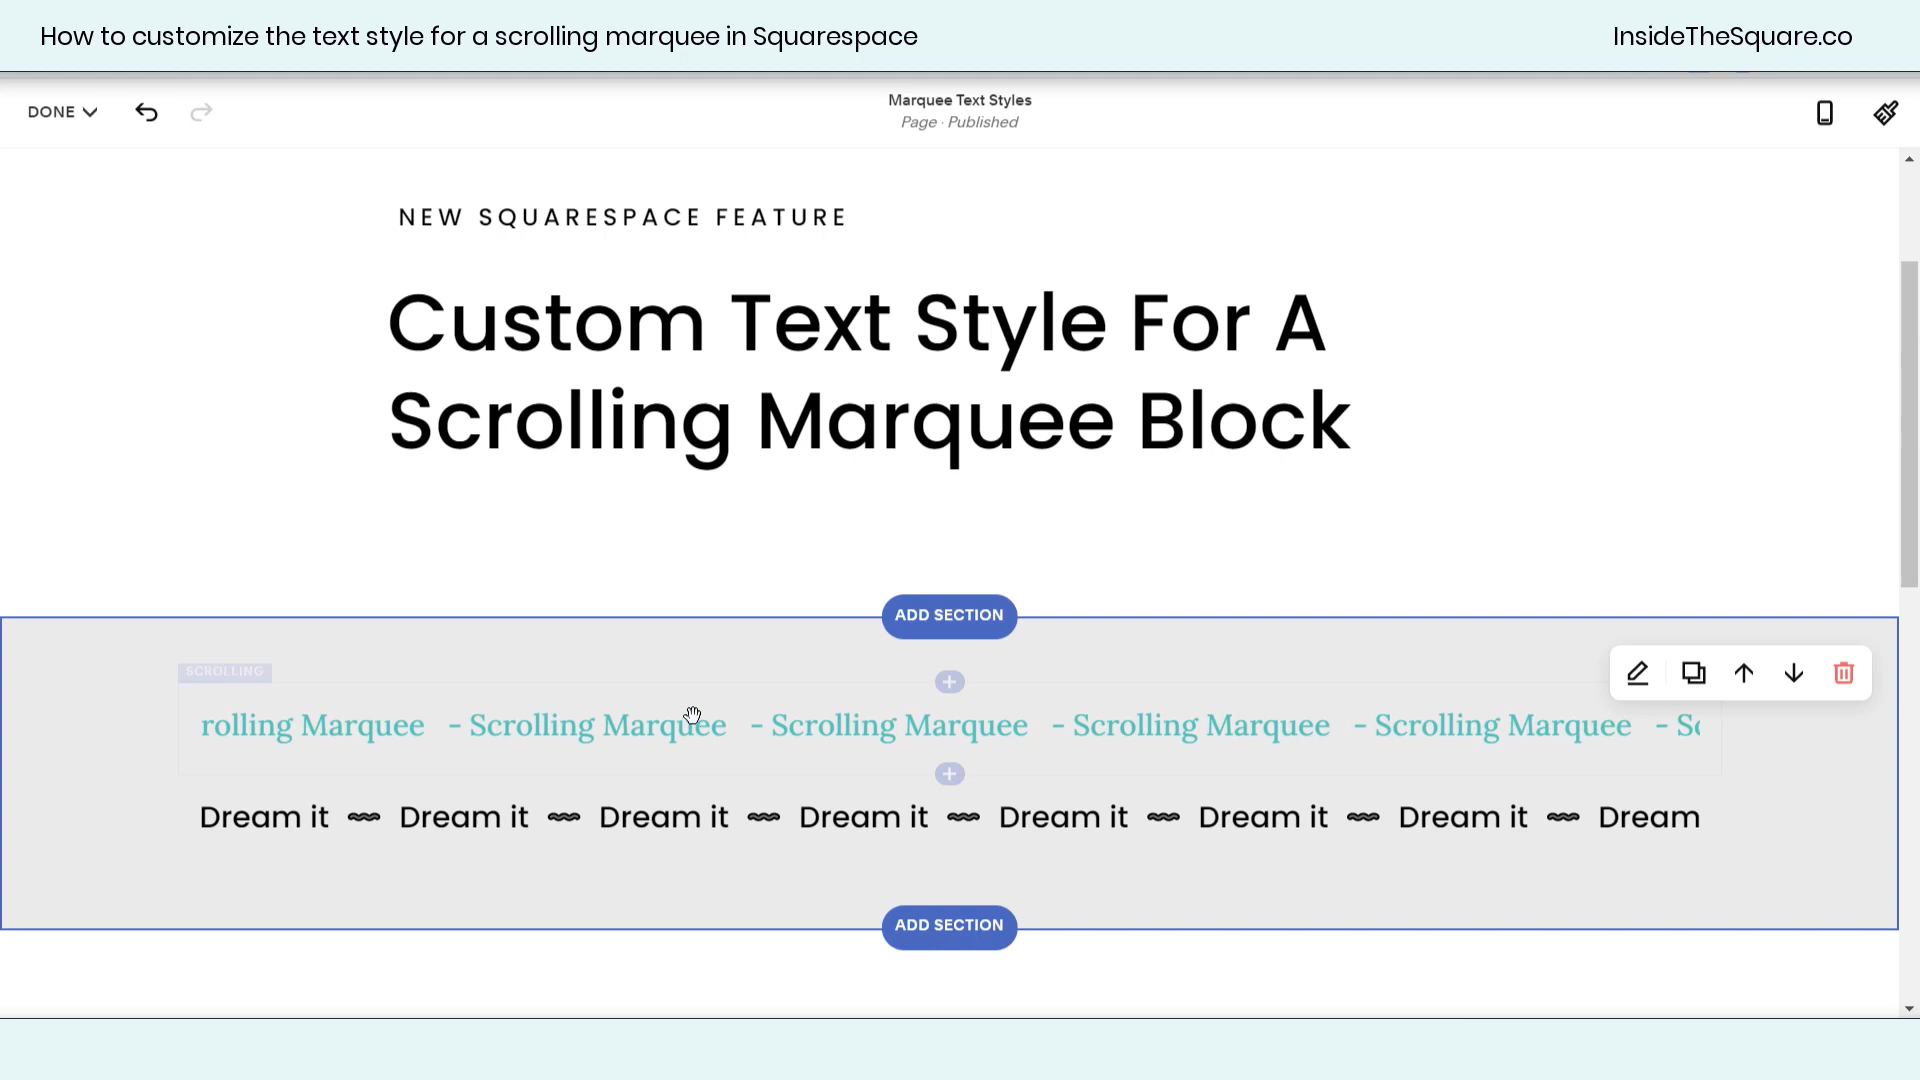 How to customize the text style for a scrolling marquee in Squarespace
InsideTheSquare.co
DONE
Marquee Text Styles
Page · Published
NEW SQUARESPACE FEATURE
Custom Text Style For A
Scrolling Marquee Block
ADD SECTION
SCROLLING
rolling Marquee - Scrolling Marquee - Scrolling Marquee - Scrolling Marquee - Scrolling Marquee - Sc
Dream it Dream it Dream it Dream it Dream it Dream it Dream it Dream
ADD SECTION